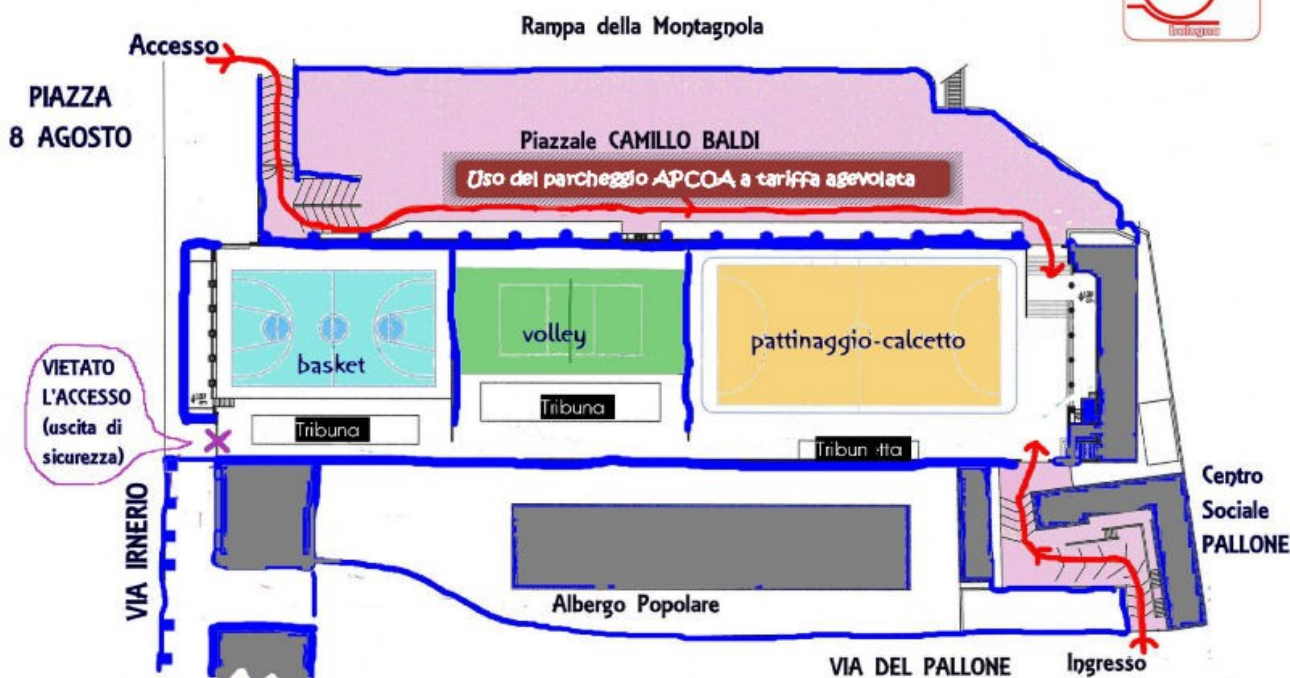 Rampa della Montagnola
bologna
Accesso
PIAZZA
8 AGOSTO
Piazzale CAMILLO BALDI
Uso del parcheggio APCOA a tariffa agevolata
basket
volley
pattinaggio-calcetto
VIETATO
L'ACCESSO
(uscita di
sicurezza)
Tribuna
Tribuna
Tribunetta
VIA IRNERIO
Centro
Sociale
PALLONE
Albergo Popolare
VIA DEL PALLONE
Ingresso